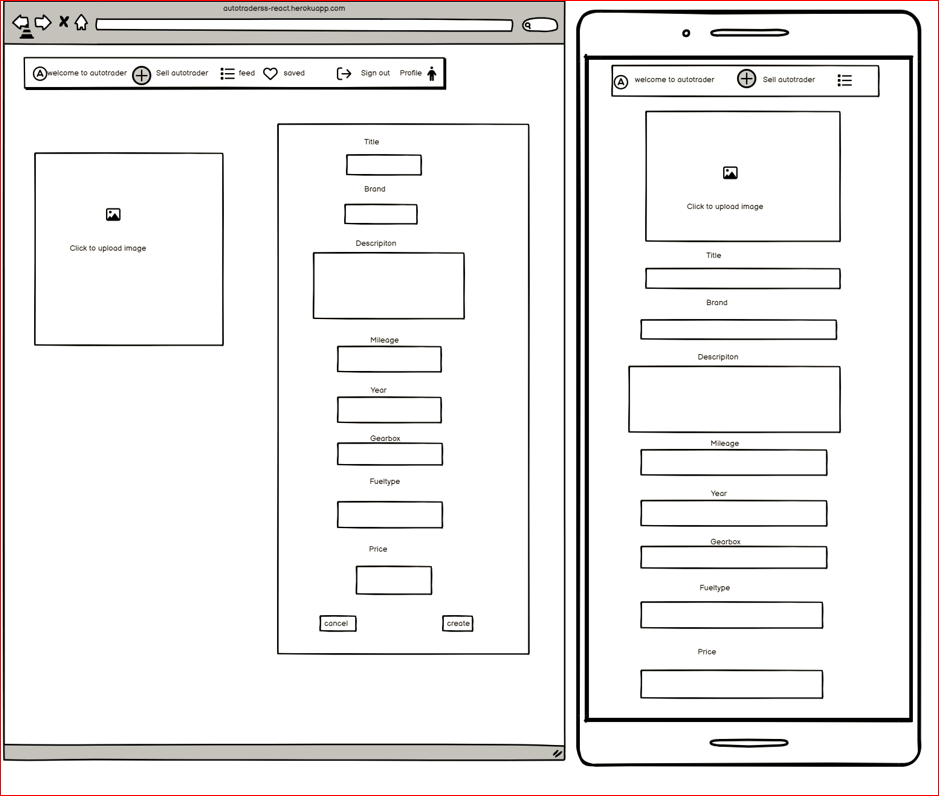 autotraderss-react.herokuapp.com
A welcome to autotrader Sell autotrader feed saved Sign out Profile
Click to upload image
Title
Brand
Descripiton
Mileage
Year
Gearbox
Fueltype
Price
cancel create
A welcome to autotrader Sell autotrader
Click to upload image
Title
Brand
Descripiton
Mileage
Year
Gearbox
Fueltype
Price